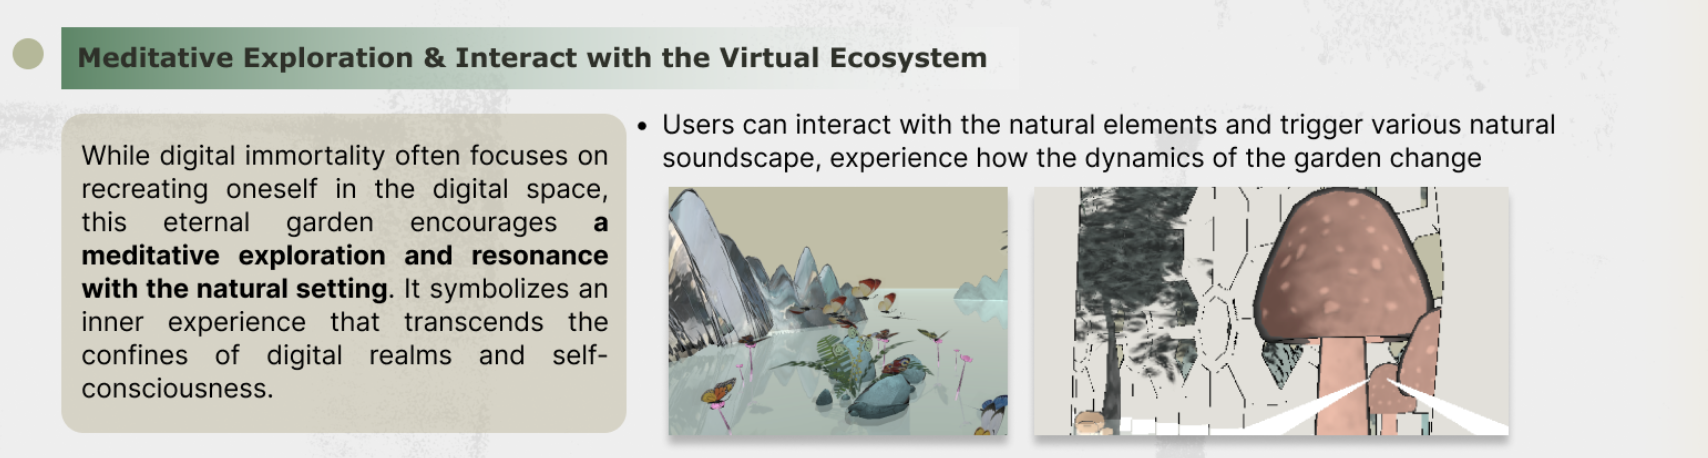 Meditative Exploration & Interact with the Virtual Ecosystem
While digital immortality often focuses on
recreating oneself in the digital space,
this eternal garden encourages a
meditative exploration and resonance
with the natural setting. It symbolizes an
inner experience that transcends the
confines of digital realms and self-
consciousness.
• Users can interact with the natural elements and trigger various natural
soundscape, experience how the dynamics of the garden change